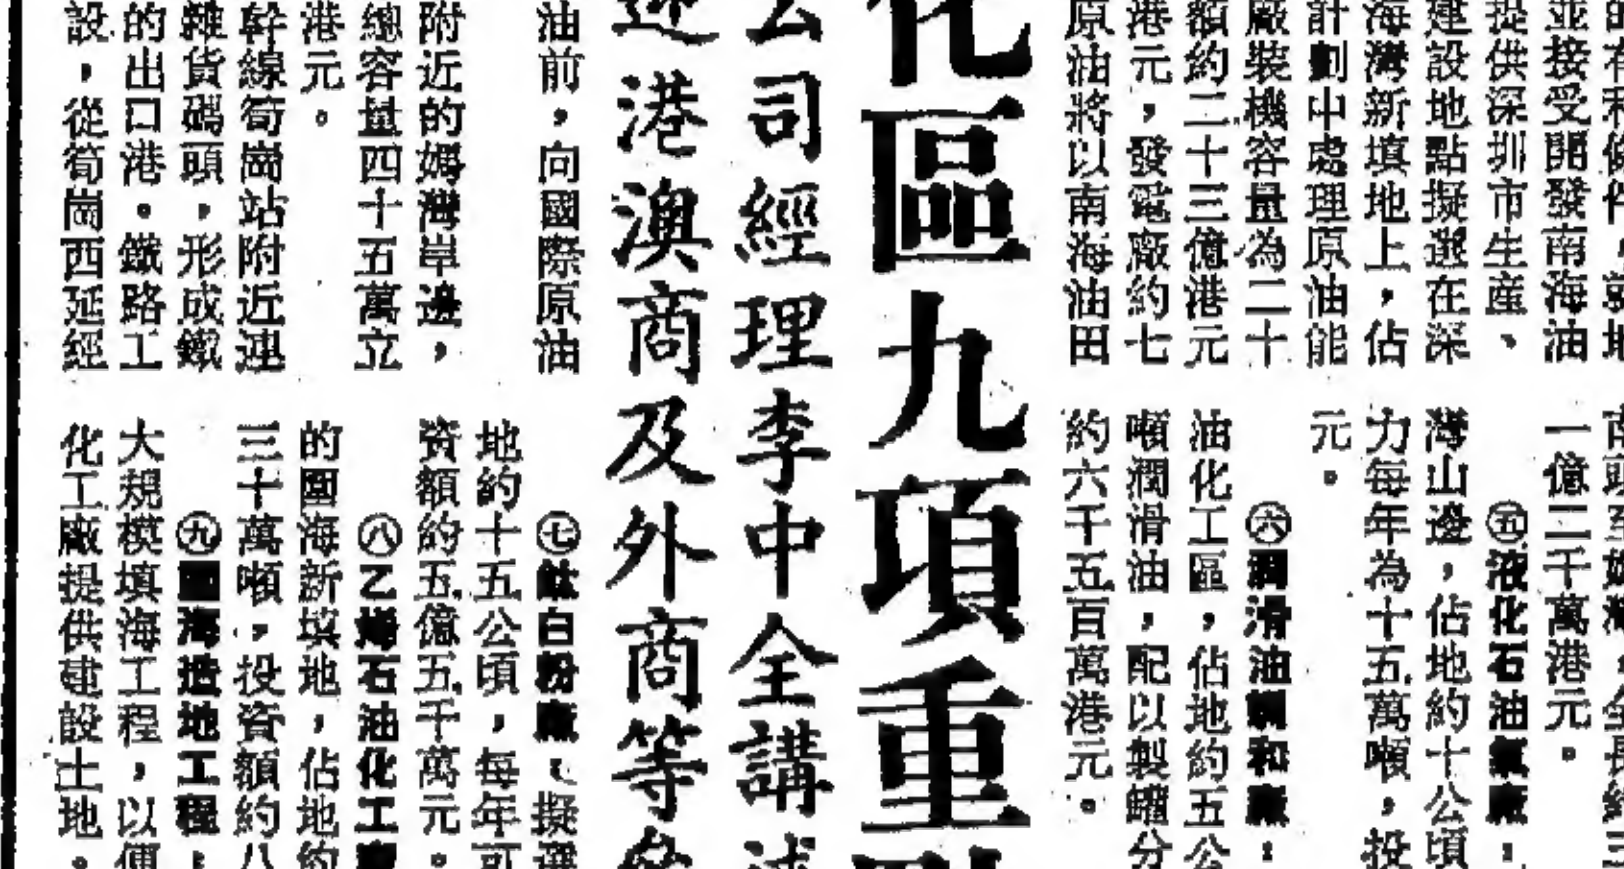 並接受開發南海油
提供深圳市生産、
建設地點擬選在深
海灣新填地上,佔
計劃中處理原油能
廠裝機容量為二十
額約二十三億港元
港元,發電廠約七
原油將以南海油田
一億二千萬港元。
㊄液化石油氣廠:
灣山邊,佔地約十公頃
力每年為十五萬噸,投
元。
㊅潤滑油調和廠:
油化工區,佔地約五公
噸潤滑油,配以製罐分
約六千五百萬港元。
化區九項重
公司經理李中全講述
港澳商及外商等
油前,向國際原油
附近的媽灣岸邊,
總容量四十五萬立
港元。
幹線筍崗站附近連
雜貨碼頭,形成鐵
的出口港。鐵路工
設,從筍崗西延經
㊆鈦白粉廠:擬選
地約十五公頃,每年可
資額約五億五千萬元。
㊇乙烯石油化工廠
的圍海新填地,佔地約
三十萬噸,投資額約八
㊈圍海造地工程:
大規模填海工程,以便
化工廠提供建設土地。